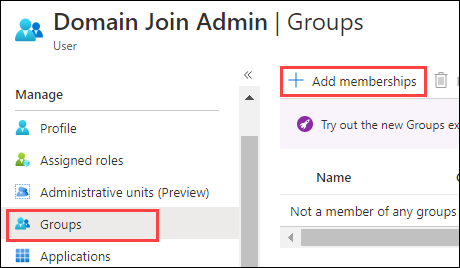 Domain Join Admin | Groups
User
«
Manage
Profile
Assigned roles
Administrative units (Preview)
Groups
Applications
+ Add memberships
Try out the new Groups
Name
Not a member of any groups